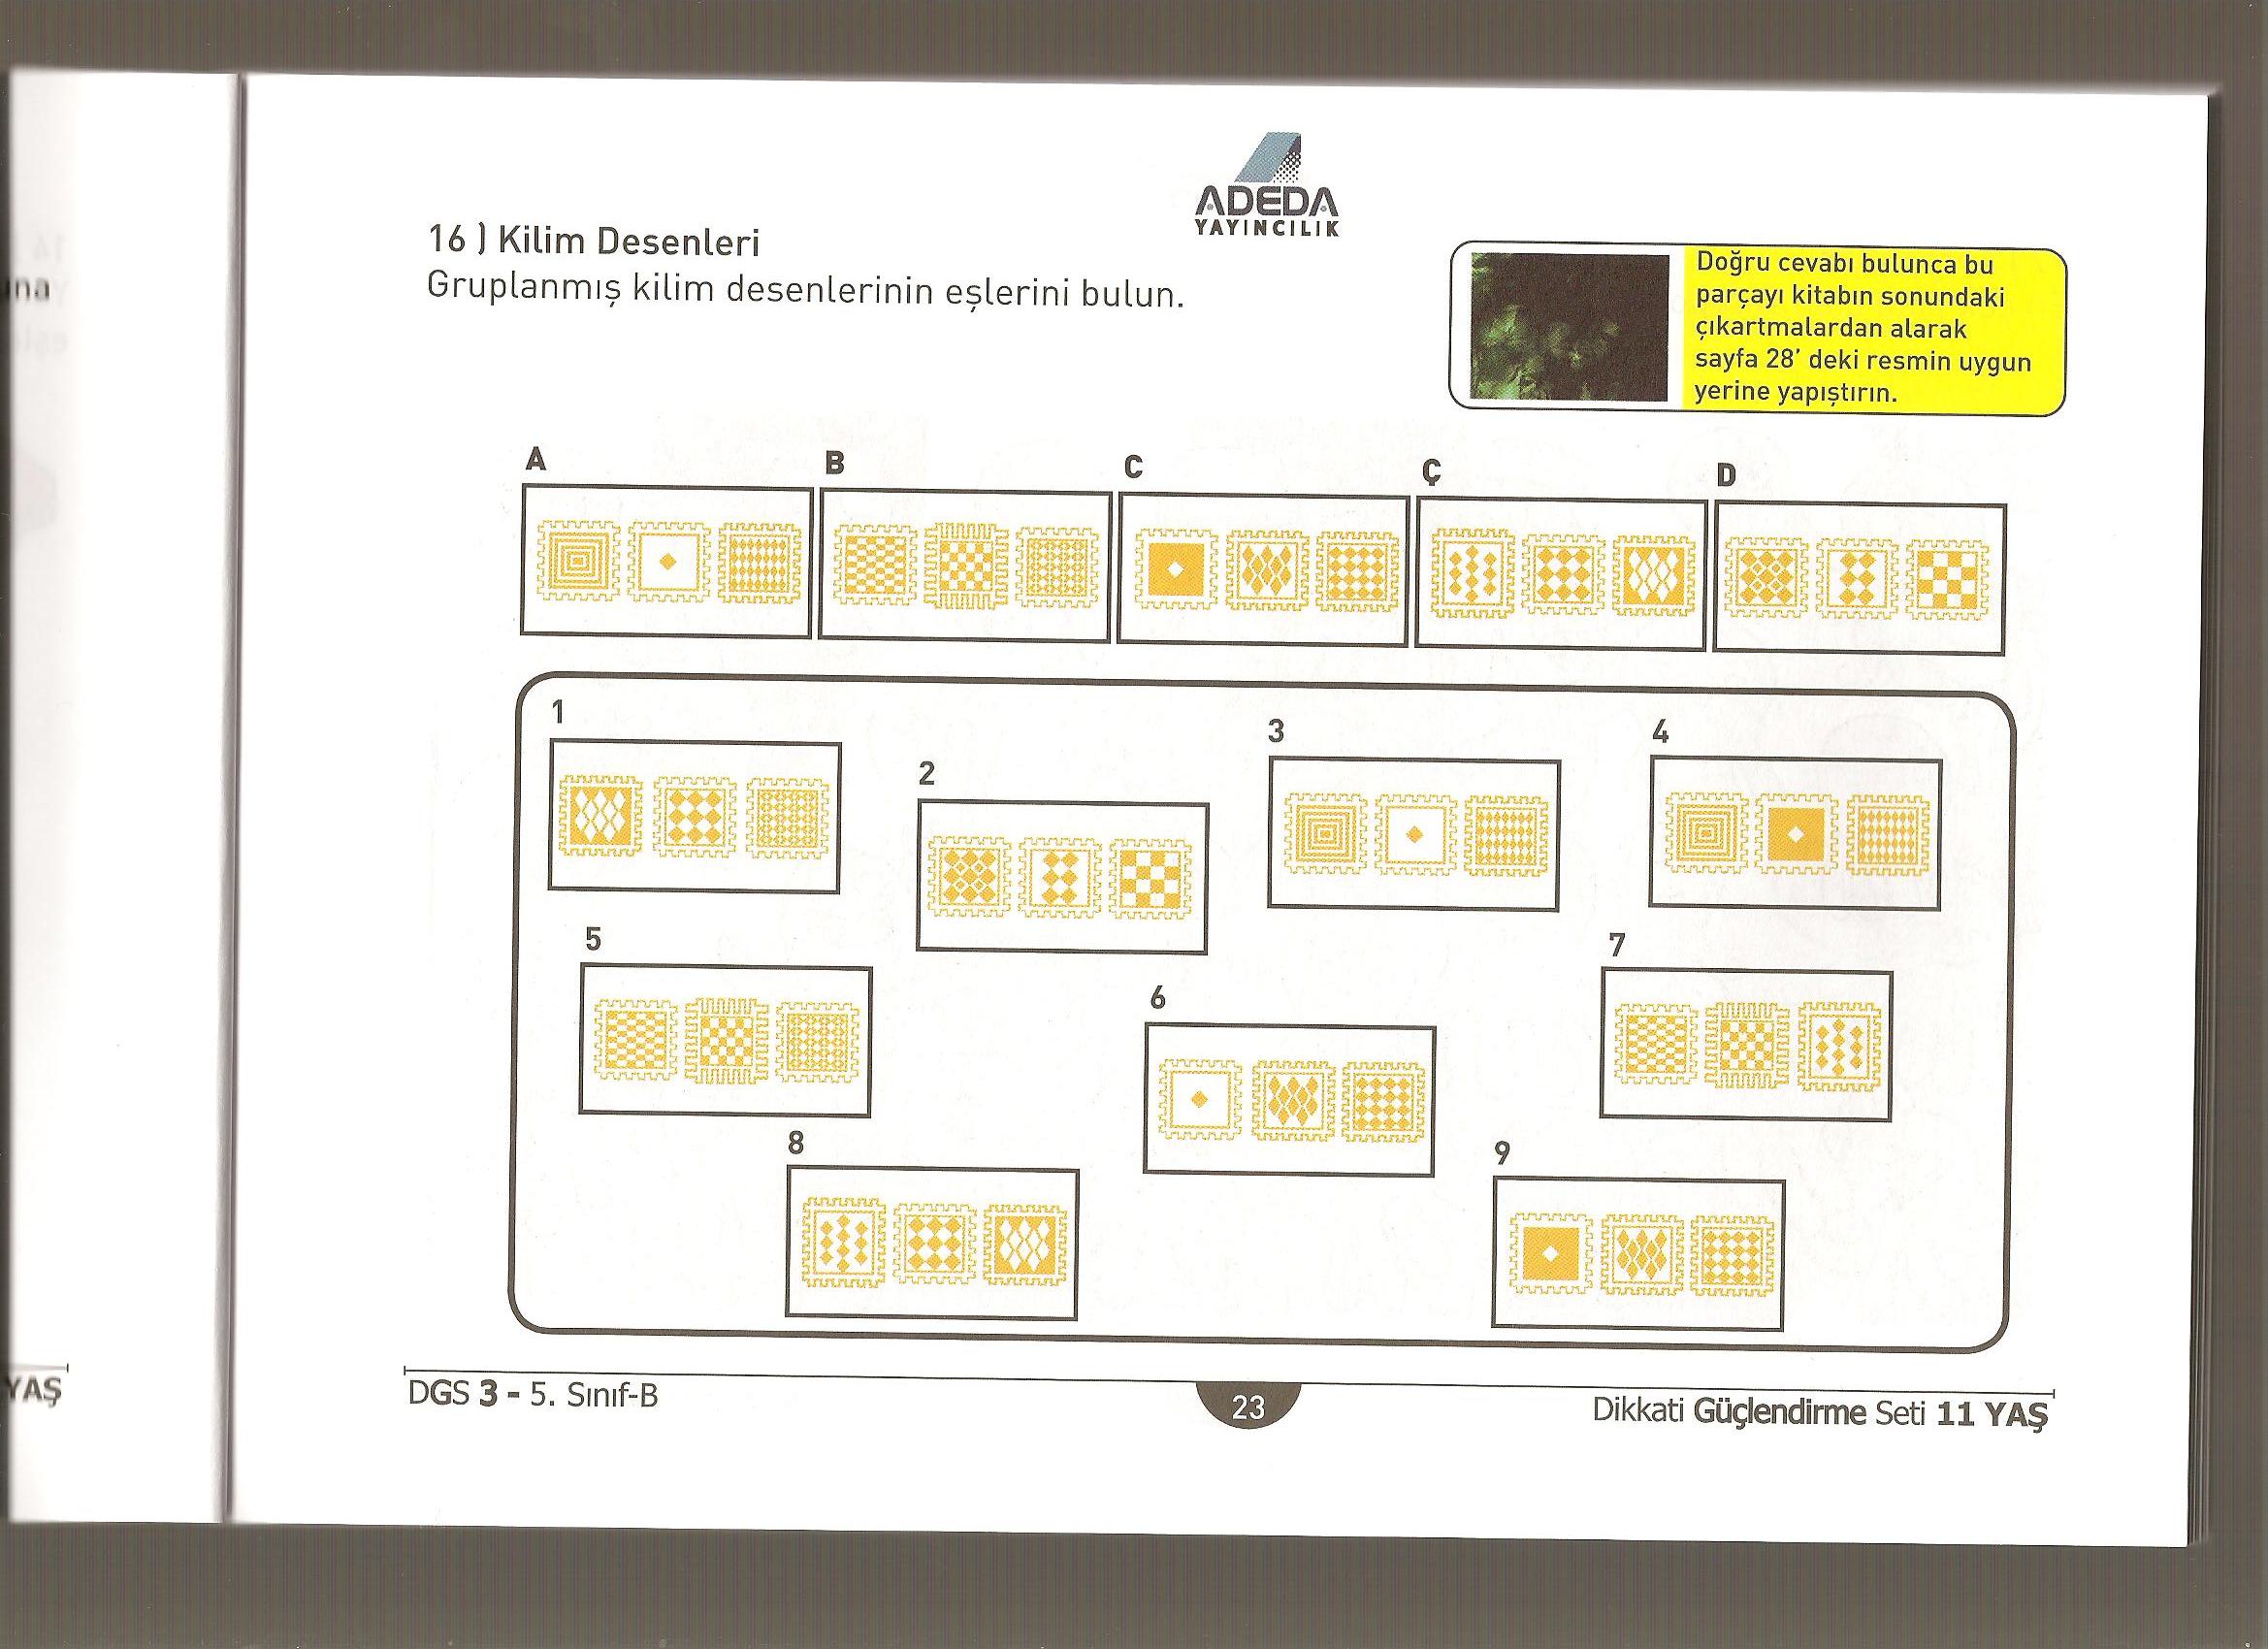 ADEDA
YAYINCILIK
16 ) Kilim Desenleri
Gruplanmış kilim desenlerinin eşlerini bulun.
Doğru cevabı bulunca bu
parçayı kitabın sonundaki
çıkartmalardan alarak
sayfa 28' deki resmin uygun
yerine yapıştırın.
A
B
C
Ç
D
1
2
3
4
5
6
7
8
9
YAŞ
DGS 3 - 5. Sınıf-B
23
Dikkati Güçlendirme Seti 11 YAŞ